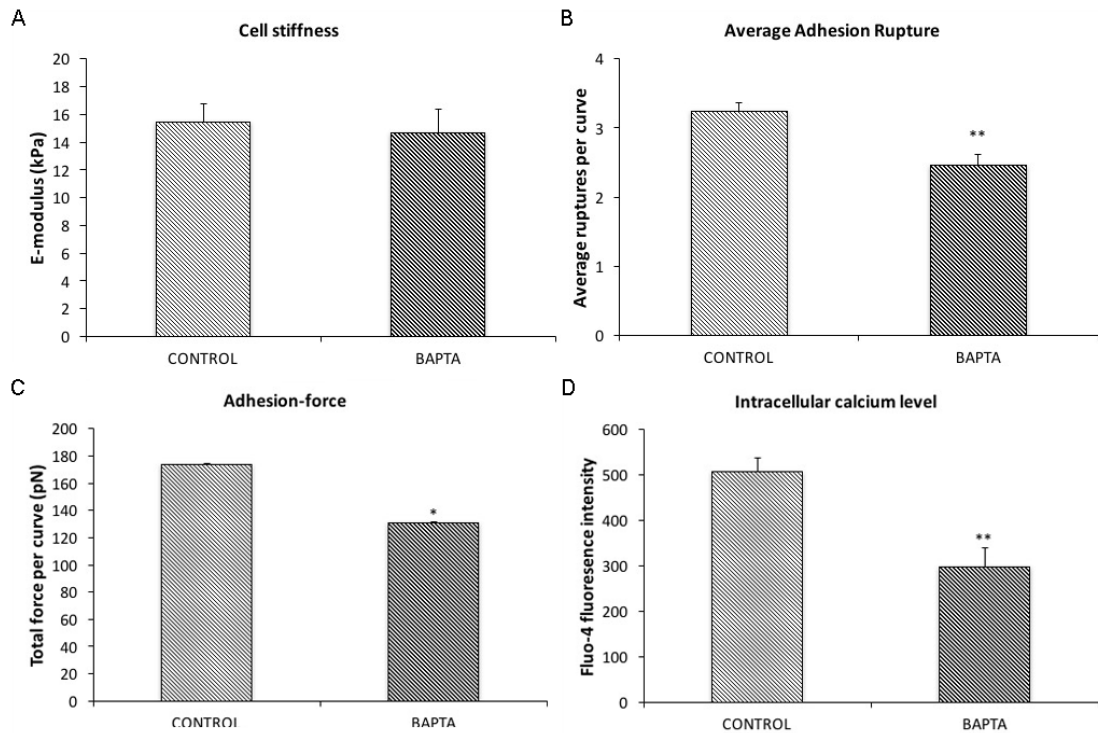 A
Cell stiffness
E-modulus (kPa)
20
18
16
14
12
10
8
6
4
2
0
CONTROL BAPTA
B
Average Adhesion Rupture
Average ruptures per curve
4
3
2
1
0
**
CONTROL BAPTA
C
Adhesion-force
Total force per curve (pN)
200
180
160
140
120
100
80
60
40
20
0
*
CONTROL BAPTA
D
Intracellular calcium level
Fluo-4 fluoresence intensity
600
500
400
300
200
100
0
**
CONTROL BAPTA